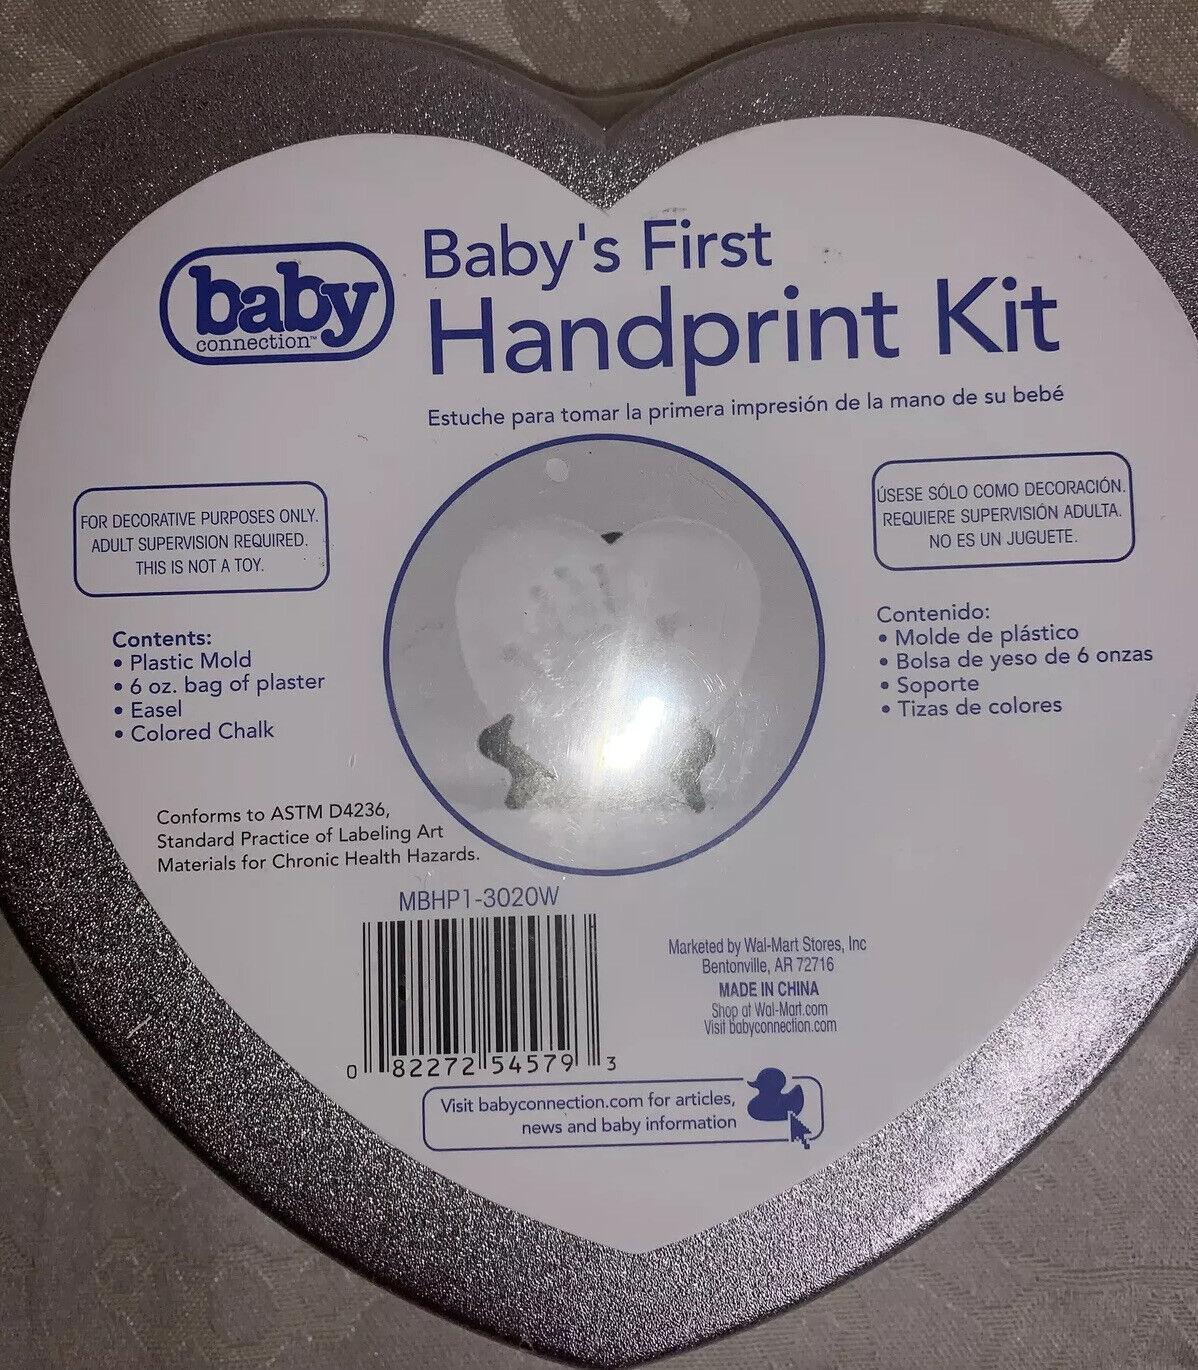 baby
connection™
Baby's First
Handprint Kit
Estuche para tomar la primera impresión de la mano de su bebé
FOR DECORATIVE PURPOSES ONLY.
ADULT SUPERVISION REQUIRED.
THIS IS NOT A TOY.
ÚSESE SÓLO COMO DECORACIÓN.
REQUIERE SUPERVISIÓN ADULTA.
NO ES UN JUGUETE.
Contents:
• Plastic Mold
• 6 oz. bag of plaster
• Easel
• Colored Chalk
Contenido:
• Molde de plástico
• Bolsa de yeso de 6 onzas
• Soporte
• Tizas de colores
Conforms to ASTM D4236,
Standard Practice of Labeling Art
Materials for Chronic Health Hazards.
MBHP1-3020W
0 82272 54579 3
Marketed by Wal-Mart Stores, Inc
Bentonville, AR 72716
MADE IN CHINA
Shop at Wal-Mart.com
Visit babyconnection.com
Visit babyconnection.com for articles,
news and baby information